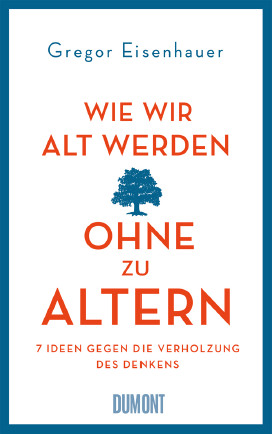 Gregor Eisenhauer
WIE WIR
ALT WERDEN
OHNE
ZU
ALTERN
7 IDEEN GEGEN DIE VERHOLZUNG
DES DENKENS
DUMONT